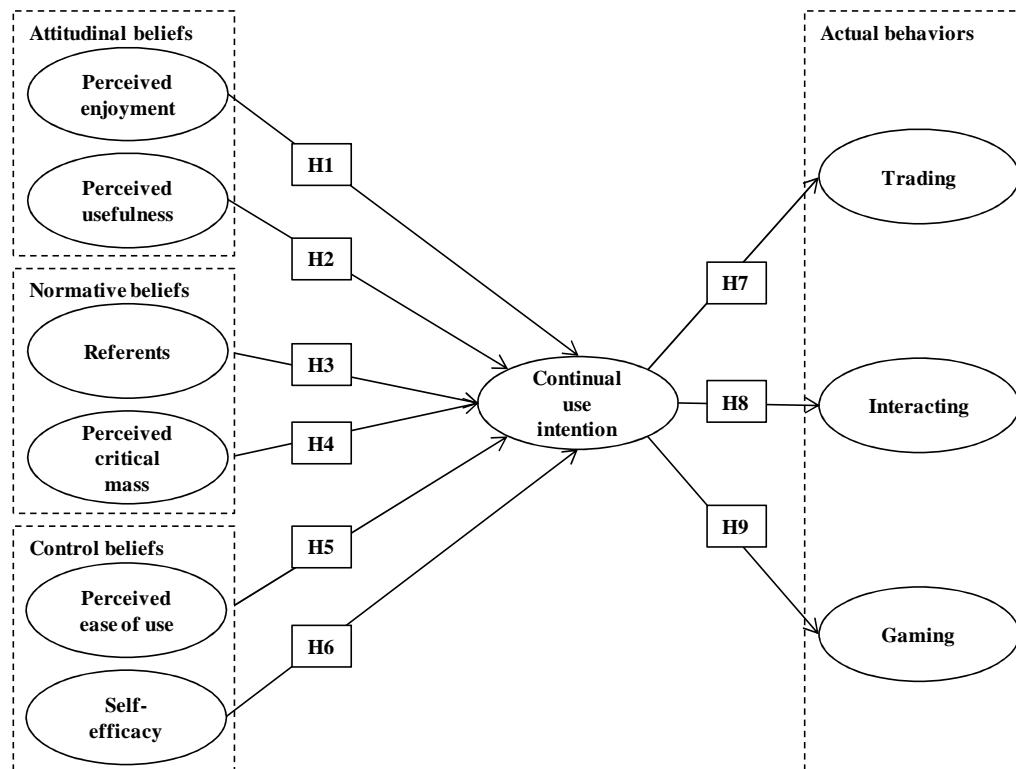 Attitudinal beliefs
Perceived
enjoyment
Perceived
usefulness
Normative beliefs
Referents
Perceived
critical
mass
Control beliefs
Perceived
ease of use
Self-
efficacy
H1
H2
H3
H4
H5
H6
Continual
use
intention
H7
H8
H9
Actual behaviors
Trading
Interacting
Gaming